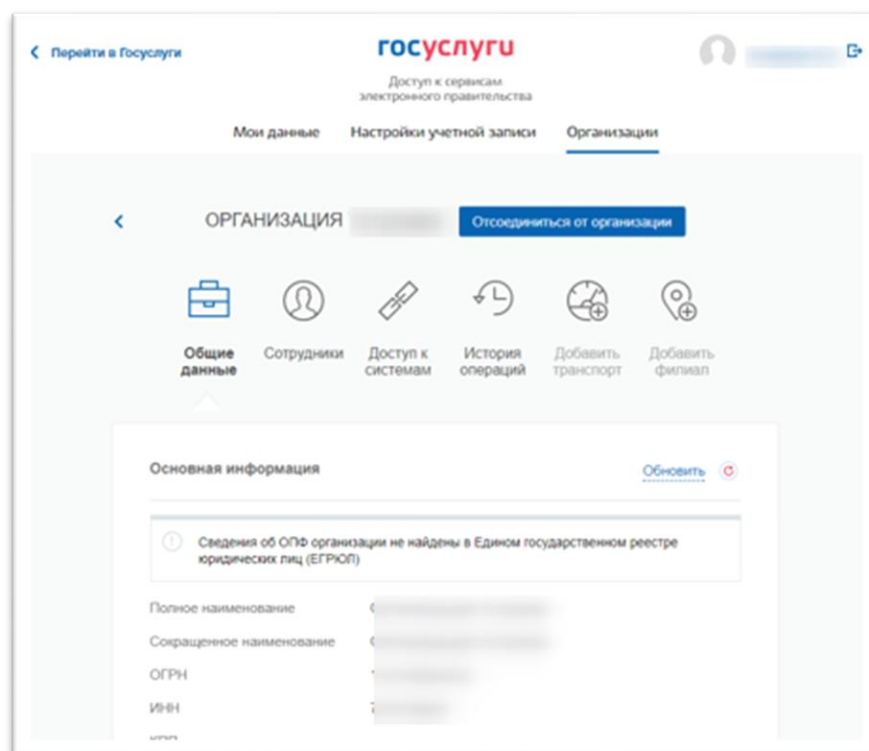 Перейти в Госуслуги
госуслуги
Доступ к сервисам
электронного правительства
Мои данные Настройки учетной записи Организации
ОРГАНИЗАЦИЯ
Отсоединиться от организации
Общие данные
Сотрудники
Доступ к системам
История операций
Добавить транспорт
Добавить филиал
Основная информация
Обновить
Сведения об ОПФ организации не найдены в Едином государственном реестре
юридических лиц (ЕГРЮЛ)
Полное наименование
Сокращенное наименование
ОГРН
ИНН
КПП